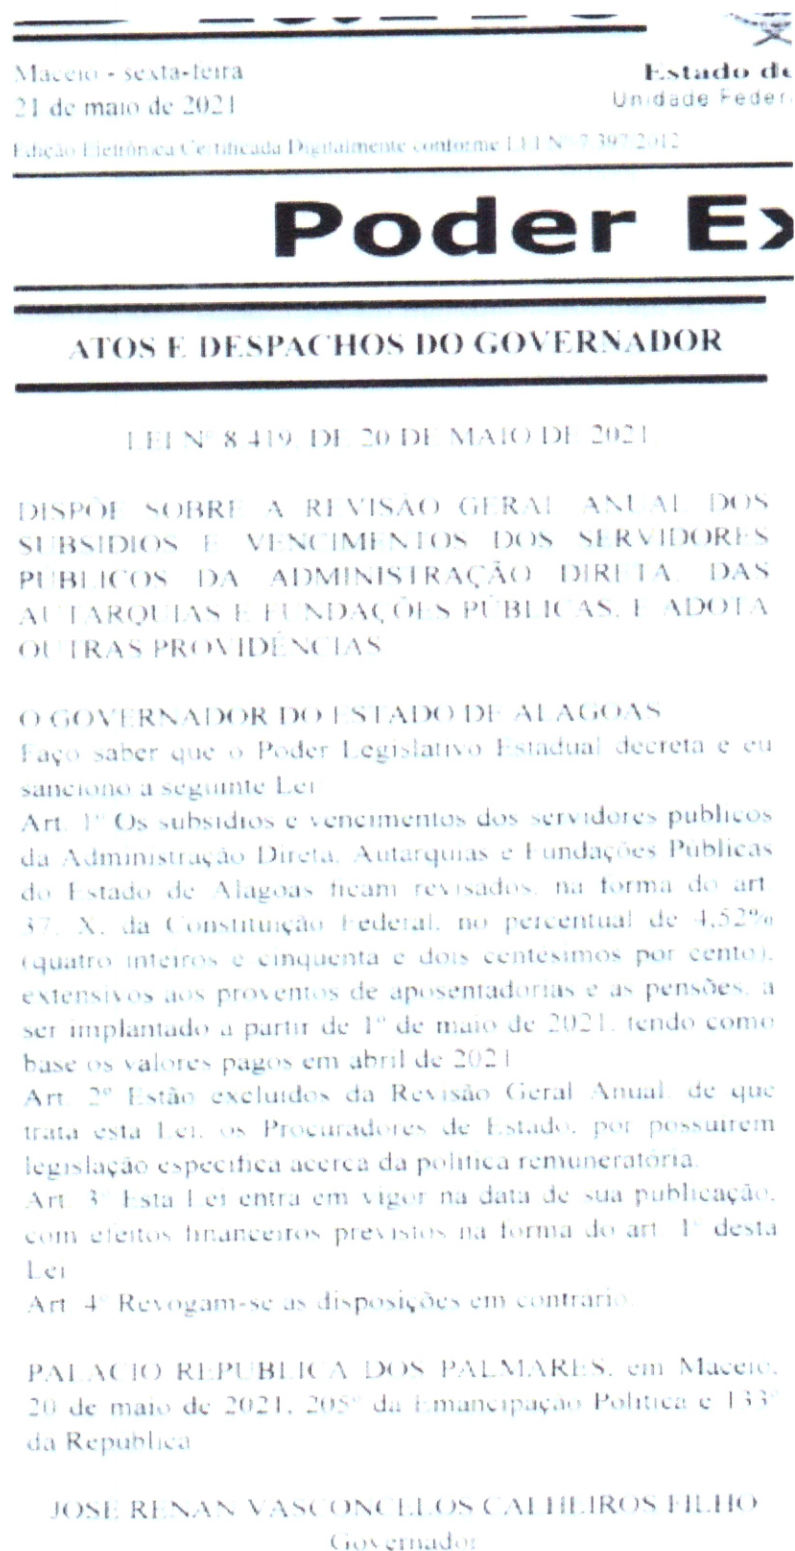 Maceió - sexta-feira
21 de maio de 2021
Estado de
Unidade Feder
Edição Eletrônica Certificada Digitalmente conforme LEI N° 7.397/2012
Poder Ex
ATOS E DESPACHOS DO GOVERNADOR
LEI Nº 8.419, DE 20 DE MAIO DE 2021.
DISPÕE SOBRE A REVISÃO GERAL ANUAL DOS
SUBSÍDIOS E VENCIMENTOS DOS SERVIDORES
PÚBLICOS DA ADMINISTRAÇÃO DIRETA, DAS
AUTARQUIAS E FUNDAÇÕES PÚBLICAS, E ADOTA
OUTRAS PROVIDÊNCIAS.
O GOVERNADOR DO ESTADO DE ALAGOAS
Faço saber que o Poder Legislativo Estadual decreta e eu
sanciono a seguinte Lei:
Art. 1º Os subsídios e vencimentos dos servidores públicos
da Administração Direta, Autarquias e Fundações Públicas
do Estado de Alagoas ficam revisados, na forma do art.
37, X, da Constituição Federal, no percentual de 4,52%
(quatro inteiros e cinquenta e dois centésimos por cento),
extensivos aos proventos de aposentadorias e às pensões, a
ser implantado a partir de 1º de maio de 2021, tendo como
base os valores pagos em abril de 2021.
Art. 2º Estão excluídos da Revisão Geral Anual, de que
trata esta Lei, os Procuradores de Estado, por possuírem
legislação específica acerca da política remuneratória.
Art. 3º Esta Lei entra em vigor na data de sua publicação,
com efeitos financeiros previstos na forma do art. 1º desta
Lei.
Art. 4º Revogam-se as disposições em contrário.
PALÁCIO REPÚBLICA DOS PALMARES, em Maceió,
20 de maio de 2021, 205º da Emancipação Política e 133º
da República.
JOSÉ RENAN VASCONCELOS CALHEIROS FILHO
Governador